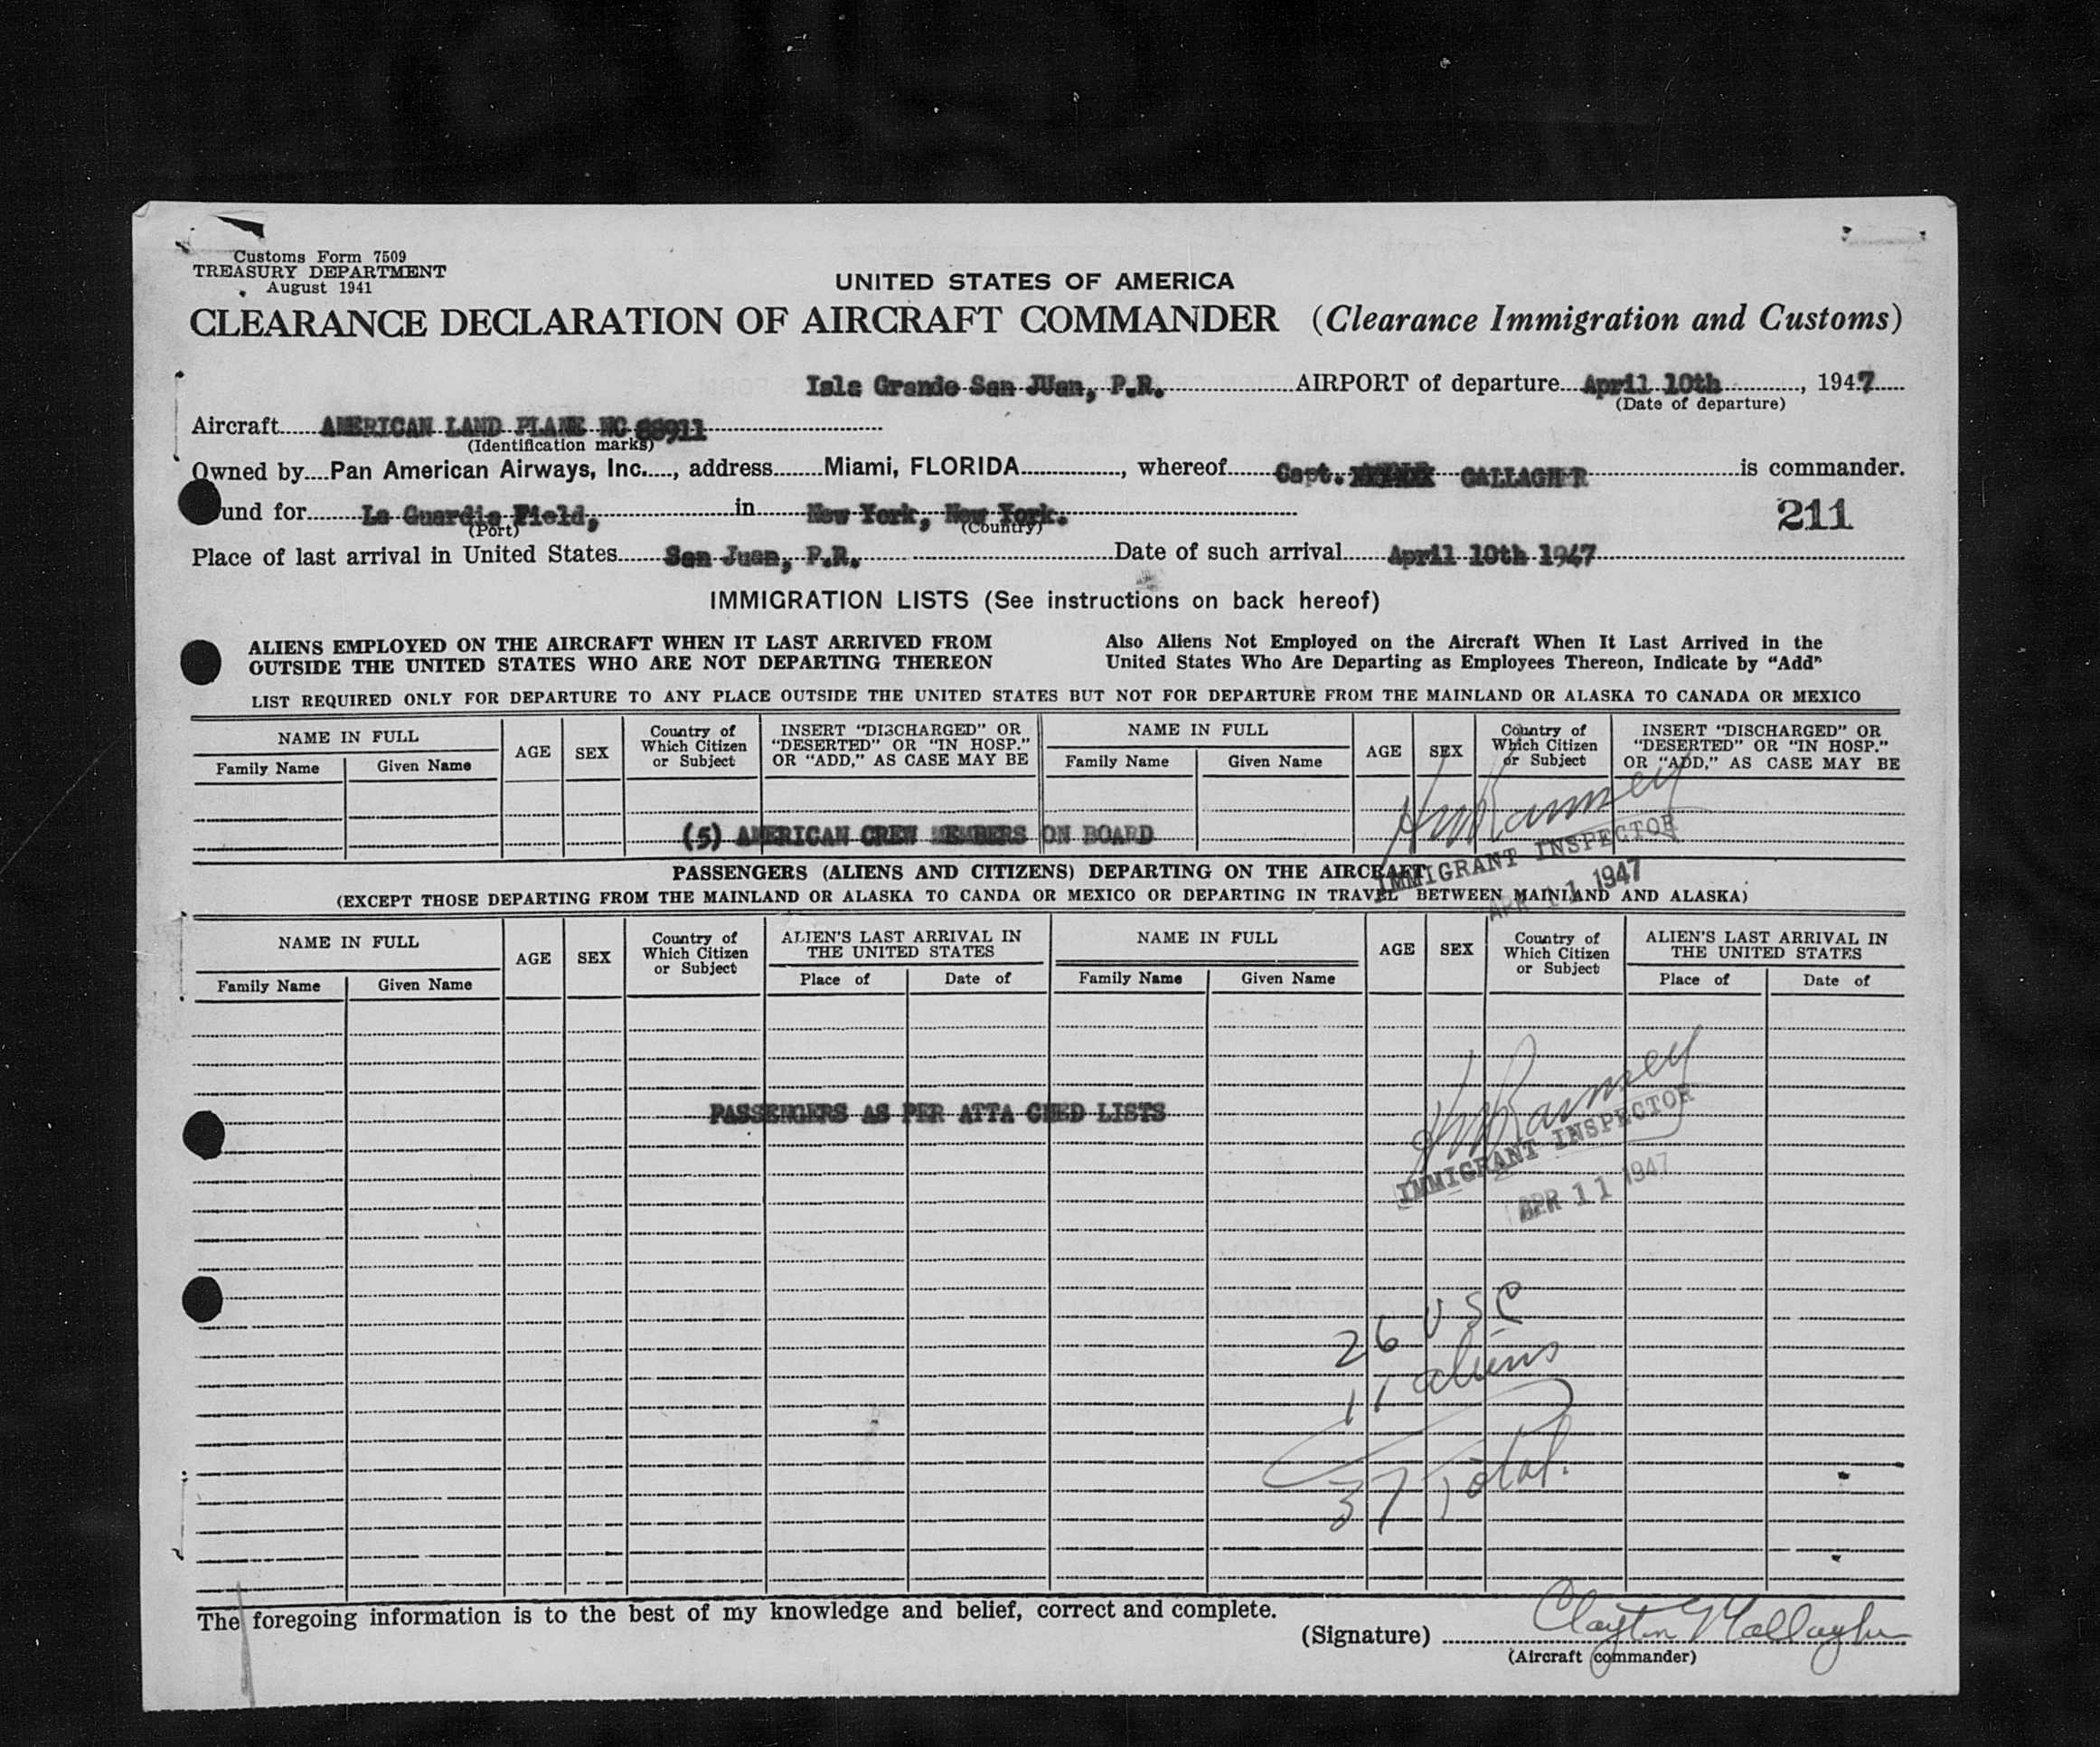 Customs Form 7509
TREASURY DEPARTMENT
August 1941
UNITED STATES OF AMERICA
CLEARANCE DECLARATION OF AIRCRAFT COMMANDER (Clearance Immigration and Customs)
Isla Grande San JUan, P.R. AIRPORT of departure April 10th, 1947
(Date of departure)
Aircraft AMERICAN LAND PLANE NC 88911
(Identification marks)
Owned by Pan American Airways, Inc., address Miami, FLORIDA, whereof Capt. GALLAGHER is commander.
und for La Guardia Field, in New York, New York. 211
(Port) (Country)
Place of last arrival in United States San Juan, P.R. Date of such arrival April 10th 1947
IMMIGRATION LISTS (See instructions on back hereof)
ALIENS EMPLOYED ON THE AIRCRAFT WHEN IT LAST ARRIVED FROM
OUTSIDE THE UNITED STATES WHO ARE NOT DEPARTING THEREON
Also Aliens Not Employed on the Aircraft When It Last Arrived in the
United States Who Are Departing as Employees Thereon, Indicate by "Add"
LIST REQUIRED ONLY FOR DEPARTURE TO ANY PLACE OUTSIDE THE UNITED STATES BUT NOT FOR DEPARTURE FROM THE MAINLAND OR ALASKA TO CANADA OR MEXICO
NAME IN FULL
Family Name Given Name
AGE
SEX
Country of
Which Citizen
or Subject
INSERT "DISCHARGED" OR
"DESERTED" OR "IN HOSP."
OR "ADD," AS CASE MAY BE
NAME IN FULL
Family Name Given Name
AGE
SEX
Country of
Which Citizen
or Subject
INSERT "DISCHARGED" OR
"DESERTED" OR "IN HOSP."
OR "ADD," AS CASE MAY BE
(5) AMERICAN CREW MEMBERS ON BOARD
Ranney
IMMIGRANT INSPECTOR
APR 11 1947
PASSENGERS (ALIENS AND CITIZENS) DEPARTING ON THE AIRCRAFT
(EXCEPT THOSE DEPARTING FROM THE MAINLAND OR ALASKA TO CANDA OR MEXICO OR DEPARTING IN TRAVEL BETWEEN MAINLAND AND ALASKA)
NAME IN FULL
Family Name Given Name
AGE
SEX
Country of
Which Citizen
or Subject
ALIEN'S LAST ARRIVAL IN
THE UNITED STATES
Place of Date of
NAME IN FULL
Family Name Given Name
AGE
SEX
Country of
Which Citizen
or Subject
ALIEN'S LAST ARRIVAL IN
THE UNITED STATES
Place of Date of
PASSENGERS AS PER ATTA CHED LISTS
Ranney
IMMIGRANT INSPECTOR
APR 11 1947
26 USC
11 aliens
37 Total.
The foregoing information is to the best of my knowledge and belief, correct and complete.
(Signature) Clayton Gallagher
(Aircraft commander)